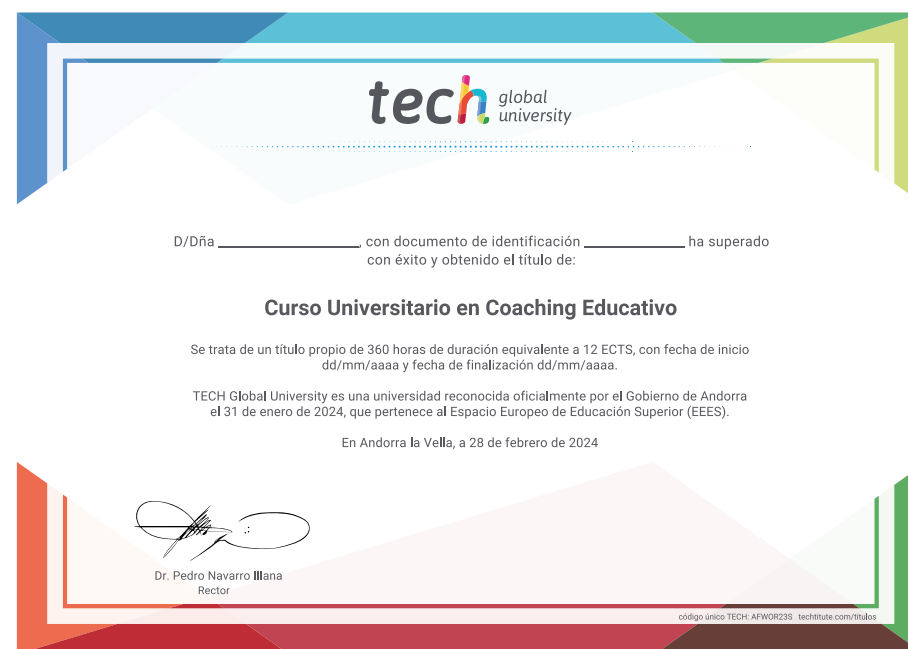 tech global
university
D/Dña ____________________, con documento de identificación ______________ ha superado
con éxito y obtenido el título de:
Curso Universitario en Coaching Educativo
Se trata de un título propio de 360 horas de duración equivalente a 12 ECTS, con fecha de inicio
dd/mm/aaaa y fecha de finalización dd/mm/aaaa.
TECH Global University es una universidad reconocida oficialmente por el Gobierno de Andorra
el 31 de enero de 2024, que pertenece al Espacio Europeo de Educación Superior (EEES).
En Andorra la Vella, a 28 de febrero de 2024
Dr. Pedro Navarro Illana
Rector
código único TECH: AFWOR23S techtitute.com/titulos